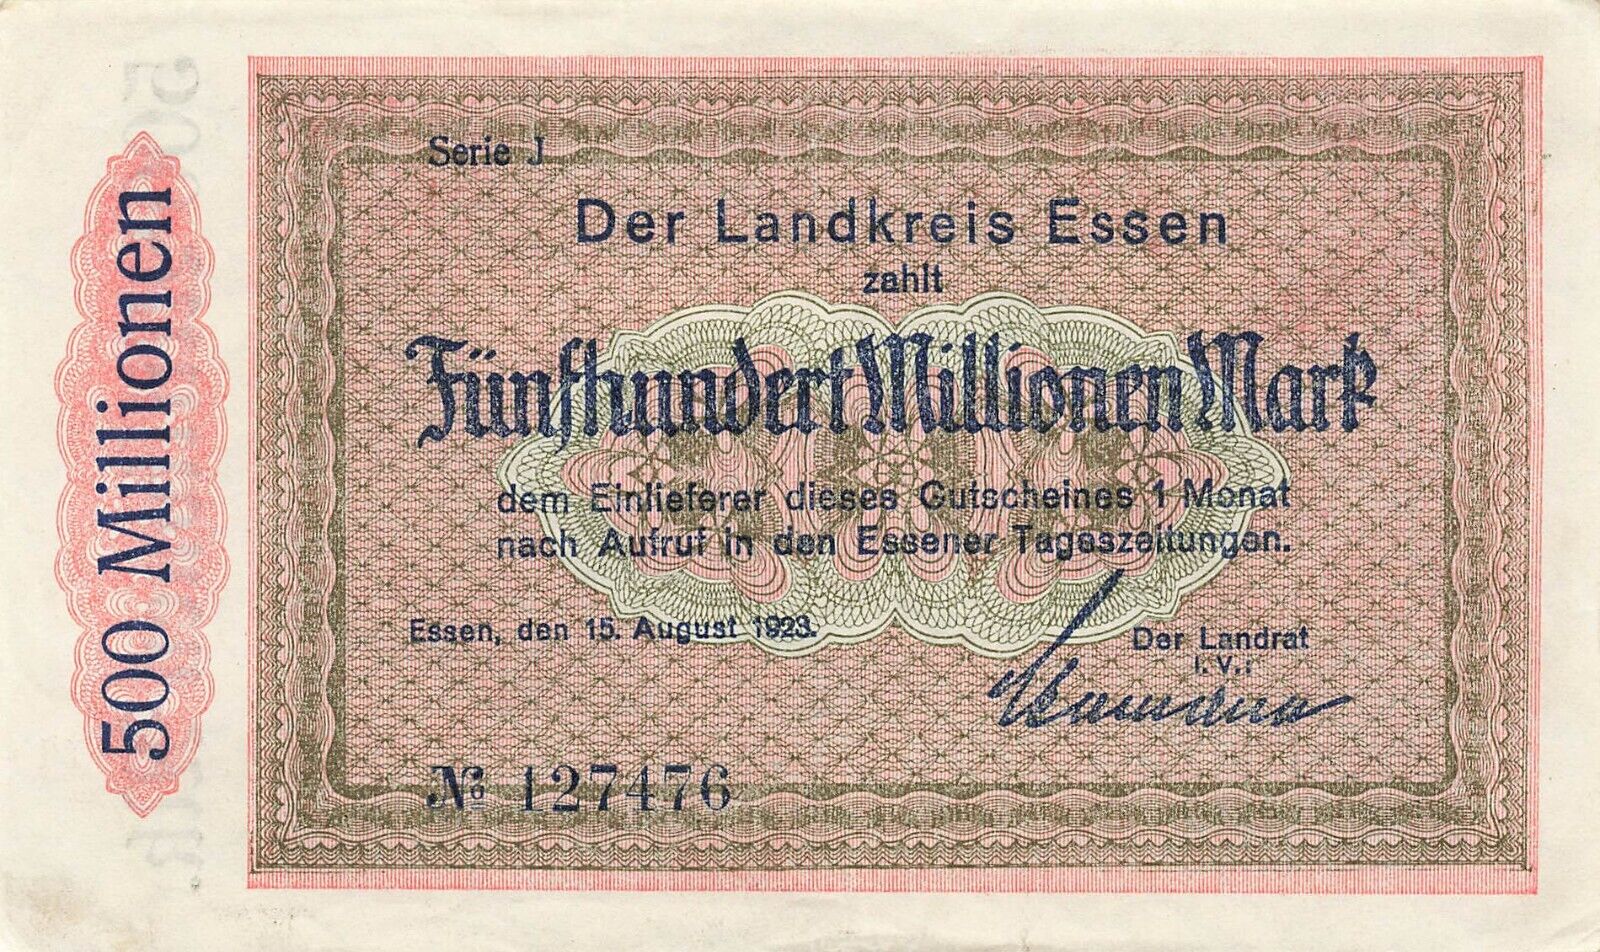 500 Millionen
Serie J
Der Landkreis Essen
zahlt
Fünfhundert Millionen Mark
dem Einlieferer dieses Gutscheines 1 Monat
nach Aufruf in den Essener Tageszeitungen.
Essen, den 15. August 1923.
Der Landrat
I. V.:
№ 127476